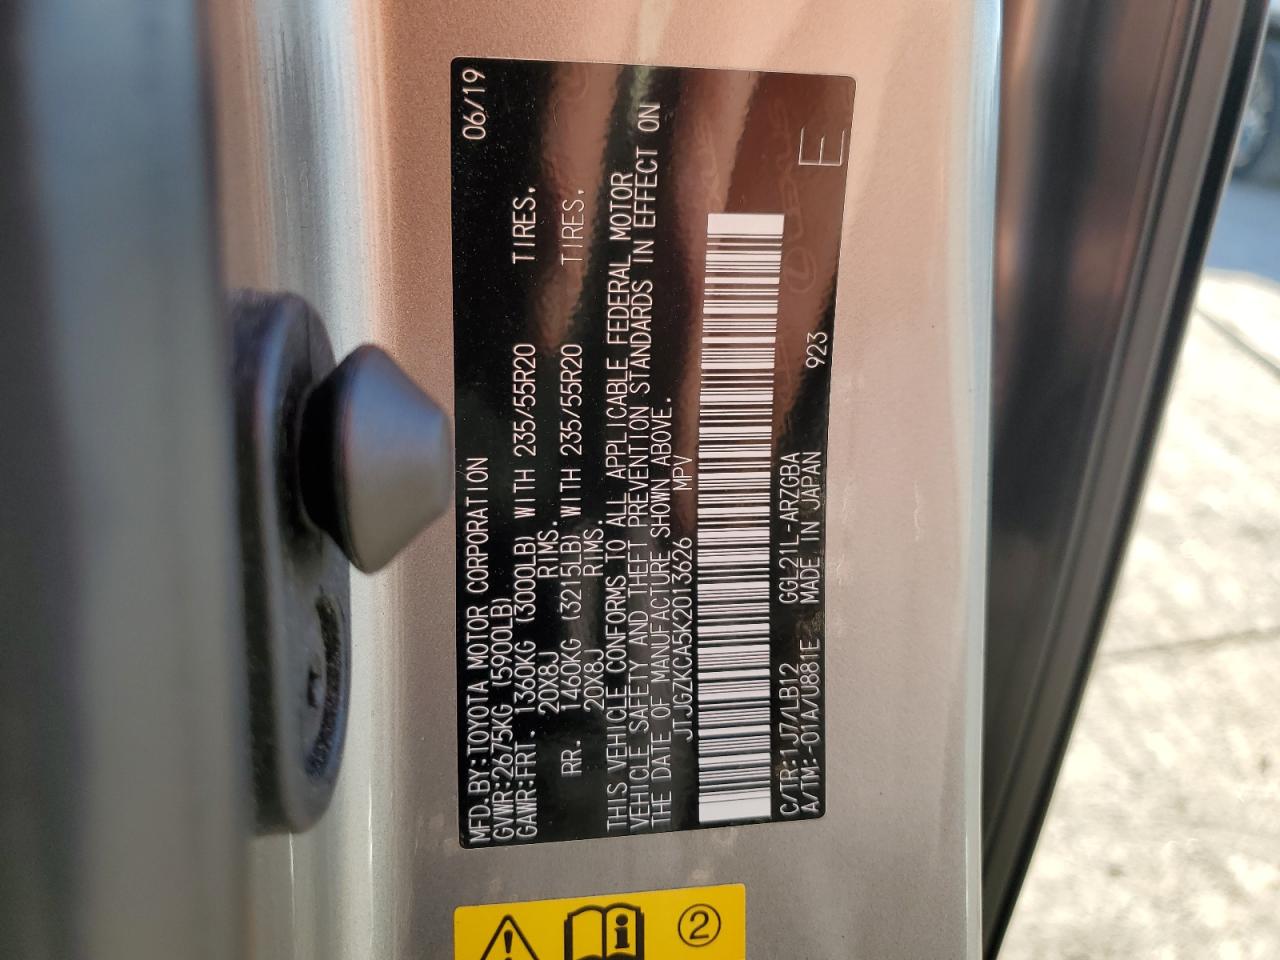 MFD.BY:TOYOTA MOTOR CORPORATION 06/19
GVWR:2675KG (5900LB)
GAWR:FRT. 1360KG (3000LB) WITH 235/55R20 TIRES.
20X8J RIMS.
RR. 1460KG (3215LB) WITH 235/55R20 TIRES.
20X8J RIMS.
THIS VEHICLE CONFORMS TO ALL APPLICABLE FEDERAL MOTOR
VEHICLE SAFETY AND THEFT PREVENTION STANDARDS IN EFFECT ON
THE DATE OF MANUFACTURE SHOWN ABOVE.
JTJGZKCA5K2013626 MPV
C/TR:1J7/LB12 GGL21L-ARZGBA
A/TM:-01A/U881E MADE IN JAPAN 923
E
2